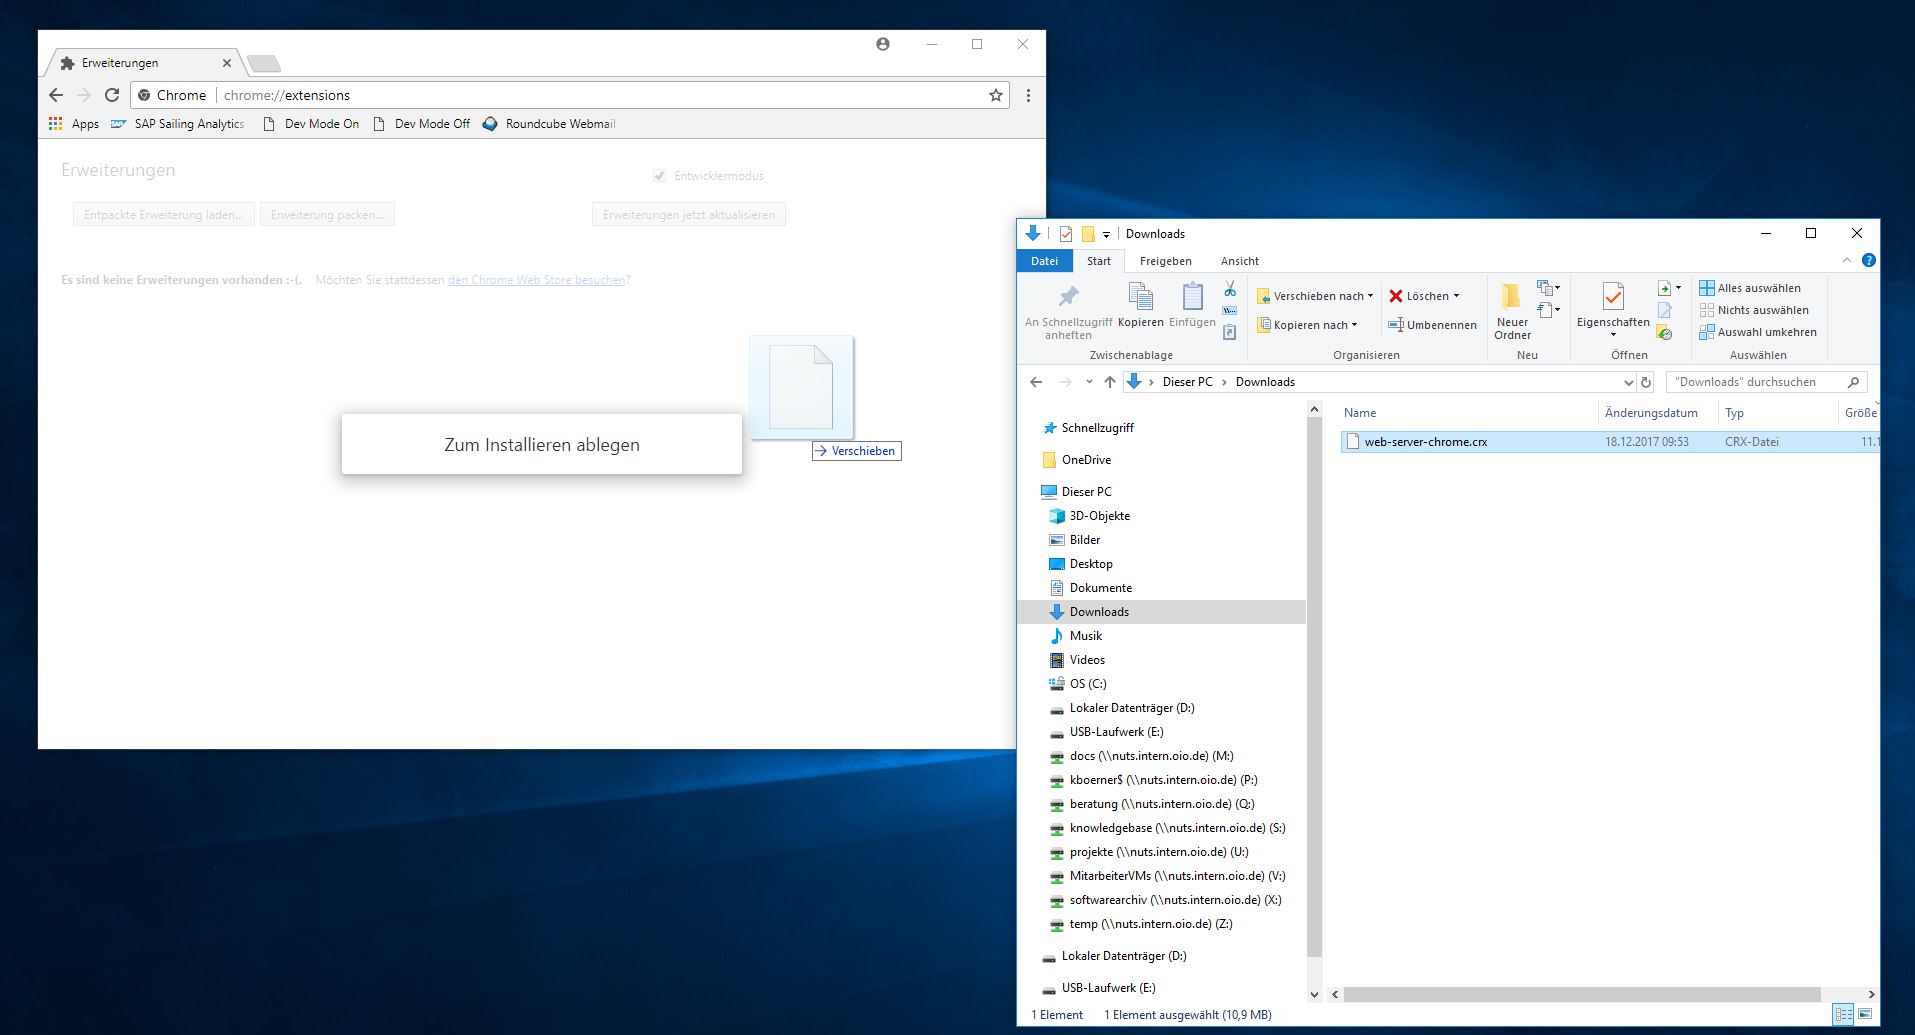 Erweiterungen
Chrome | chrome://extensions
Apps SAP Sailing Analytics Dev Mode On Dev Mode Off Roundcube Webmail
Erweiterungen
Entwicklermodus
Entpackte Erweiterung laden... Erweiterung packen... Erweiterungen jetzt aktualisieren
Es sind keine Erweiterungen vorhanden :-(. Möchten Sie stattdessen den Chrome Web Store besuchen?
Zum Installieren ablegen
Verschieben
Downloads
Datei Start Freigeben Ansicht
An Schnellzugriff anheften
Kopieren
Einfügen
Zwischenablage
Verschieben nach
Kopieren nach
Löschen
Umbenennen
Organisieren
Neuer Ordner
Neu
Eigenschaften
Öffnen
Alles auswählen
Nichts auswählen
Auswahl umkehren
Auswählen
Dieser PC > Downloads
"Downloads" durchsuchen
Schnellzugriff
OneDrive
Dieser PC
3D-Objekte
Bilder
Desktop
Dokumente
Downloads
Musik
Videos
OS (C:)
Lokaler Datenträger (D:)
USB-Laufwerk (E:)
docs (\\nuts.intern.oio.de) (M:)
kboerner$ (\\nuts.intern.oio.de) (P:)
beratung (\\nuts.intern.oio.de) (Q:)
knowledgebase (\\nuts.intern.oio.de) (S:)
projekte (\\nuts.intern.oio.de) (U:)
MitarbeiterVMs (\\nuts.intern.oio.de) (V:)
softwarearchiv (\\nuts.intern.oio.de) (X:)
temp (\\nuts.intern.oio.de) (Z:)
Lokaler Datenträger (D:)
USB-Laufwerk (E:)
Name Änderungsdatum Typ Größe
web-server-chrome.crx 18.12.2017 09:53 CRX-Datei 11.1
1 Element 1 Element ausgewählt (10,9 MB)